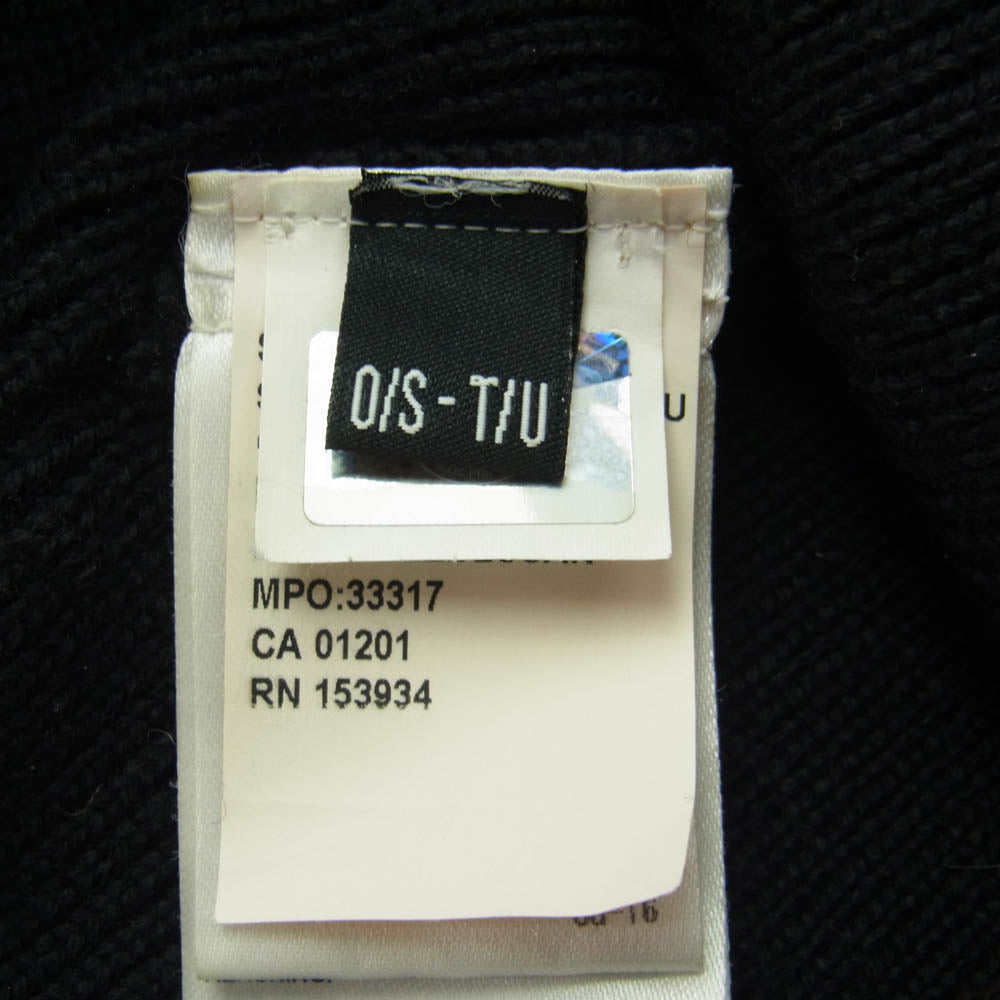 O/S - T/U
U
MPO:33317
CA 01201
RN 153934